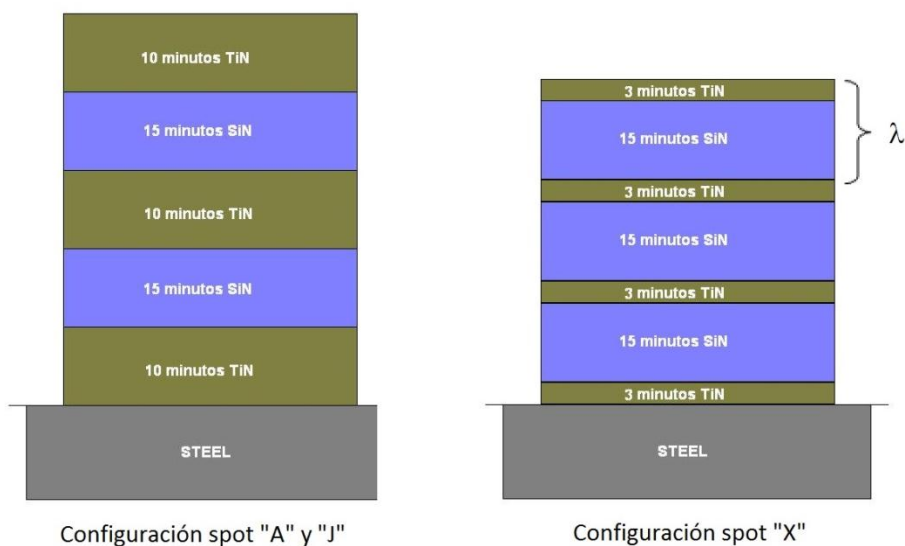 10 minutos TiN
15 minutos SiN
10 minutos TiN
15 minutos SiN
10 minutos TiN
STEEL
Configuración spot "A" y "J"
3 minutos TiN
15 minutos SiN
λ
3 minutos TiN
15 minutos SiN
3 minutos TiN
15 minutos SiN
3 minutos TiN
STEEL
Configuración spot "X"